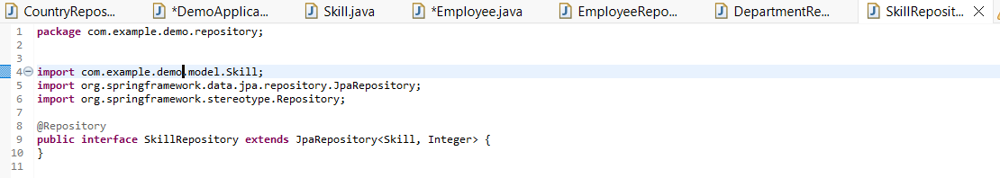 CountryRepos... *DemoApplica... Skill.java *Employee.java EmployeeRepo... DepartmentRe... SkillReposit...
1 package com.example.demo.repository;
2
3
4 import com.example.demo.model.Skill;
5 import org.springframework.data.jpa.repository.JpaRepository;
6 import org.springframework.stereotype.Repository;
7
8 @Repository
9 public interface SkillRepository extends JpaRepository<Skill, Integer> {
10 }
11